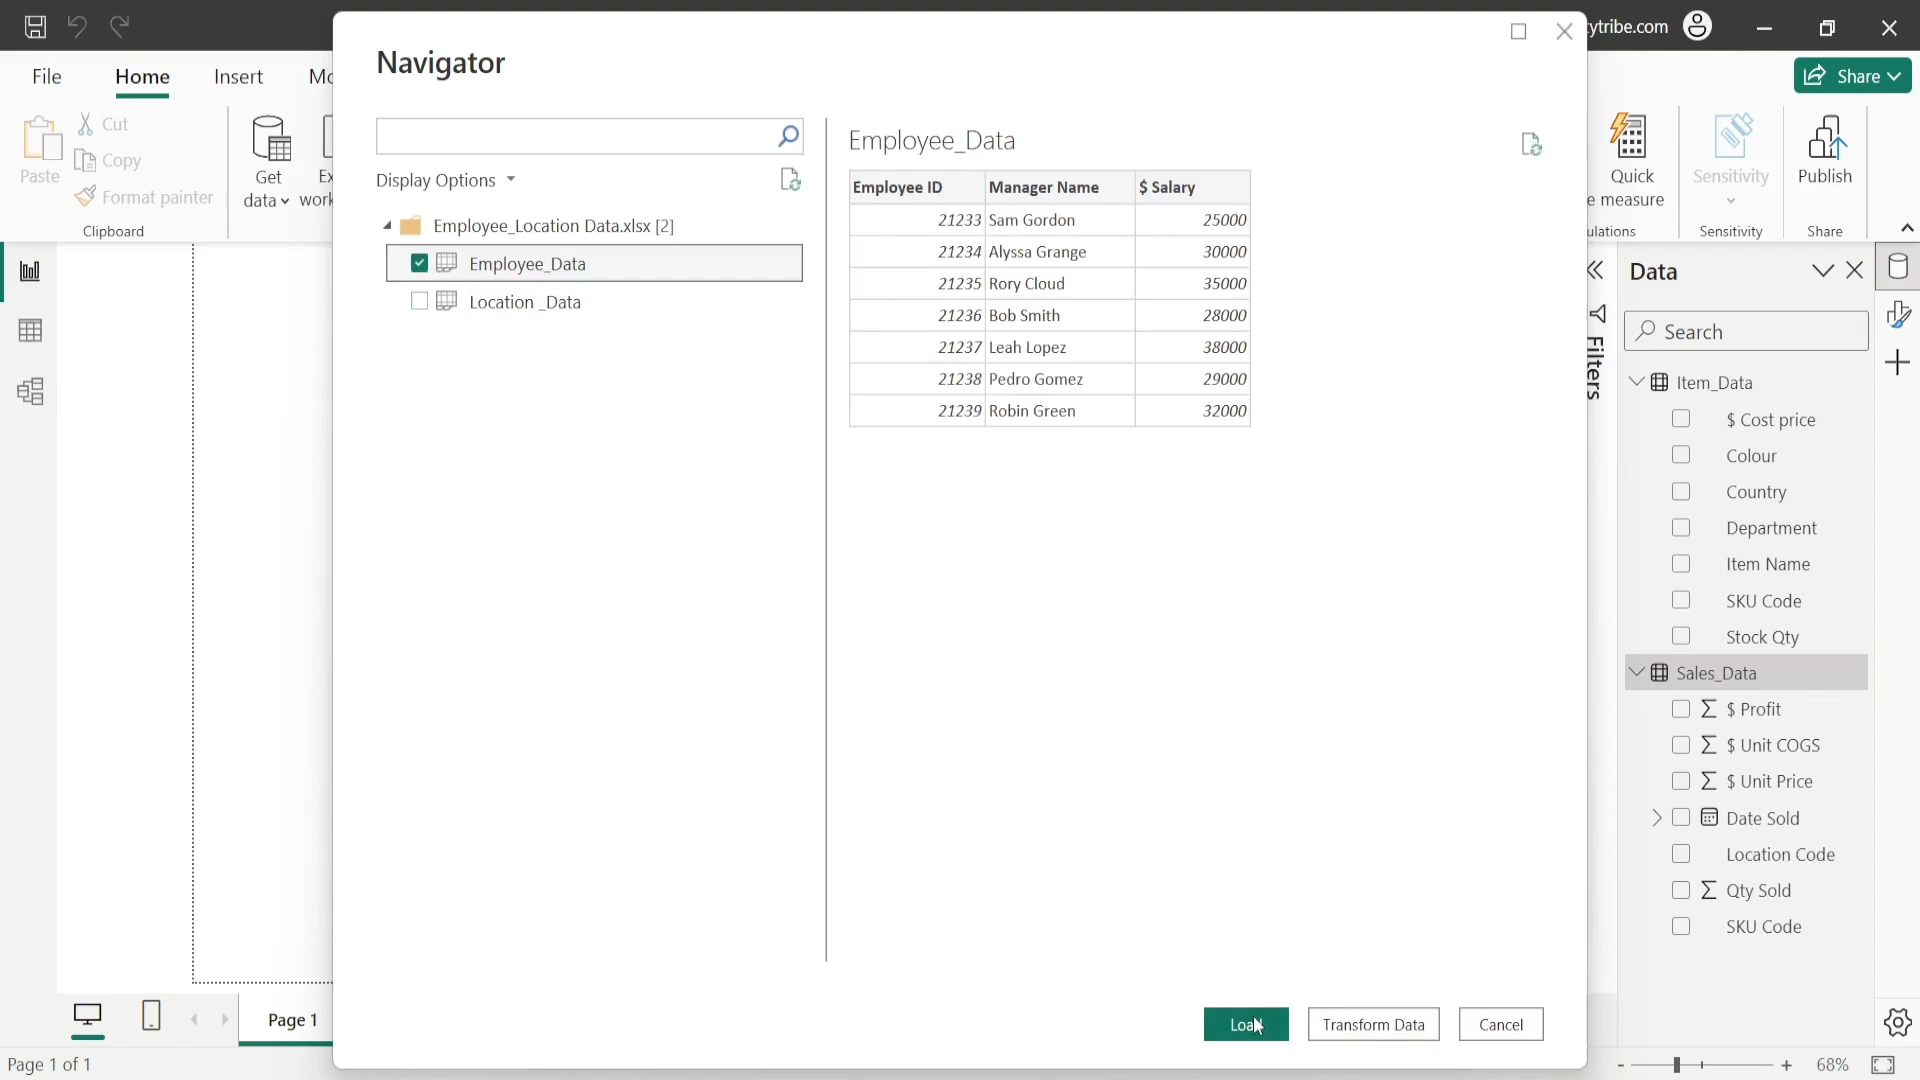 ytribe.com
File
Home
Insert
Mo
Share
Paste
Cut
Copy
Format painter
Clipboard
Get
data
Ex
work
Quick
e measure
ulations
Sensitivity
Sensitivity
Publish
Share
Navigator
Display Options
Employee_Location Data.xlsx [2]
Employee_Data
Location _Data
Employee_Data
Employee ID Manager Name $ Salary
21233 Sam Gordon 25000
21234 Alyssa Grange 30000
21235 Rory Cloud 35000
21236 Bob Smith 28000
21237 Leah Lopez 38000
21238 Pedro Gomez 29000
21239 Robin Green 32000
Load
Transform Data
Cancel
Filters
Data
Search
Item_Data
$ Cost price
Colour
Country
Department
Item Name
SKU Code
Stock Qty
Sales_Data
Σ $ Profit
Σ $ Unit COGS
Σ $ Unit Price
Date Sold
Location Code
Σ Qty Sold
SKU Code
Page 1
Page 1 of 1
- + 68%